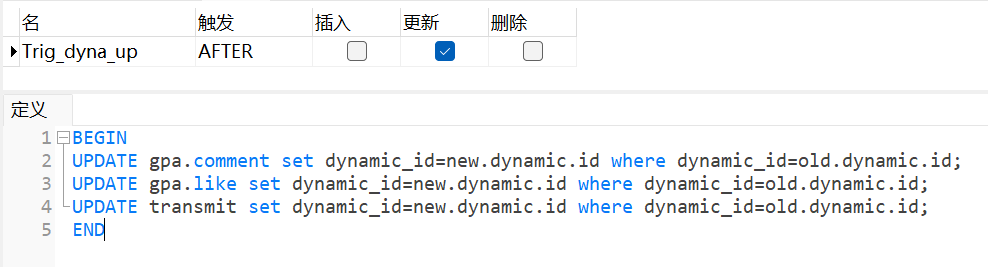 名 触发 插入 更新 删除
Trig_dyna_up AFTER
定义
1 BEGIN
2 UPDATE gpa.comment set dynamic_id=new.dynamic.id where dynamic_id=old.dynamic.id;
3 UPDATE gpa.like set dynamic_id=new.dynamic.id where dynamic_id=old.dynamic.id;
4 UPDATE transmit set dynamic_id=new.dynamic.id where dynamic_id=old.dynamic.id;
5 END